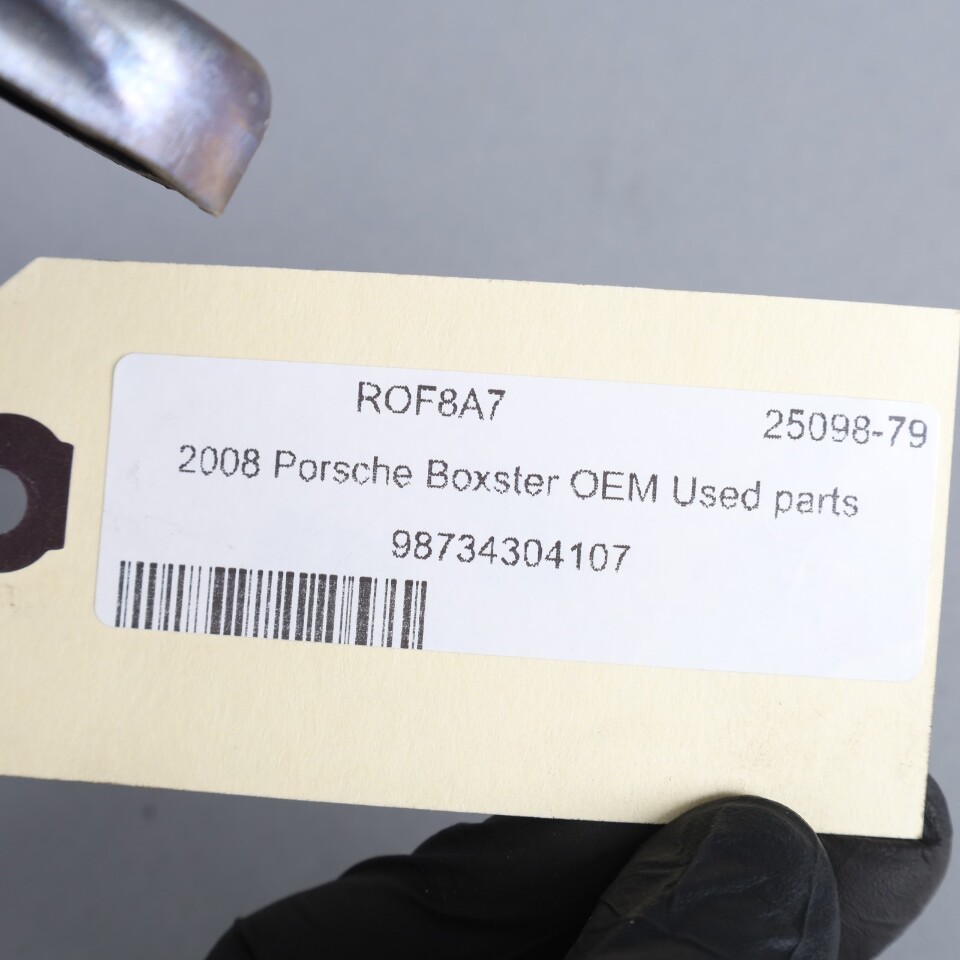 ROF8A7
25098-79
2008 Porsche Boxster OEM Used parts
98734304107